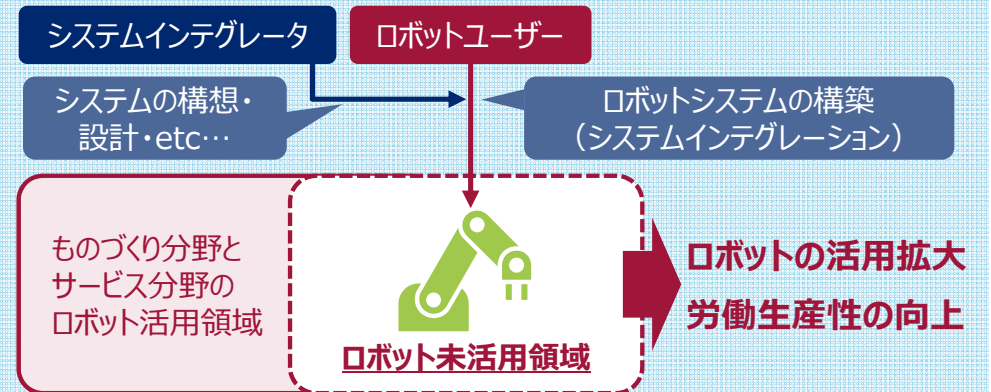 システムインテグレータ
ロボットユーザー
システムの構想・
設計・etc…
ロボットシステムの構築
（システムインテグレーション）
ものづくり分野と
サービス分野の
ロボット活用領域
ロボット未活用領域
ロボットの活用拡大
労働生産性の向上